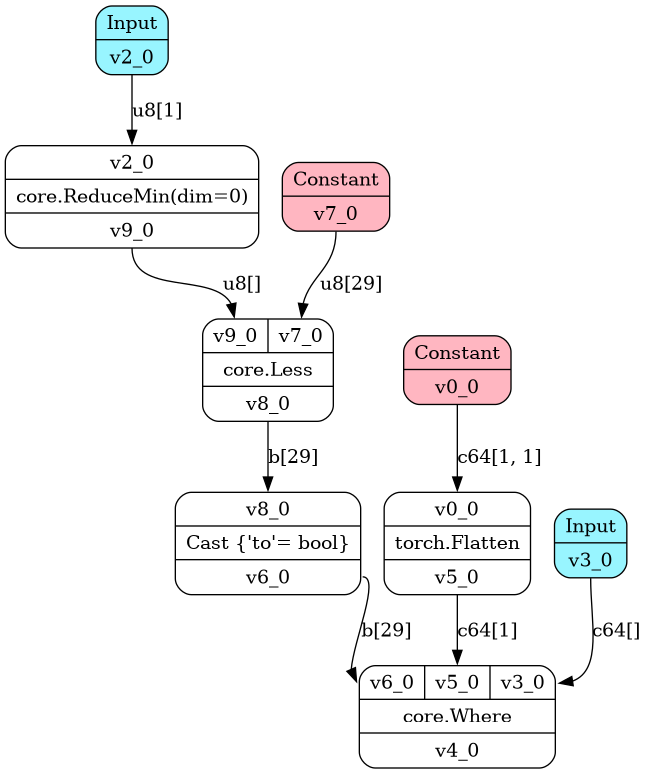 Input
v2_0
u8[1]
v2_0
core.ReduceMin(dim=0)
v9_0
Constant
v7_0
u8[]
u8[29]
v9_0 v7_0
core.Less
v8_0
Constant
v0_0
b[29]
c64[1, 1]
v8_0
Cast {'to'= bool}
v6_0
v0_0
torch.Flatten
v5_0
Input
v3_0
b[29]
c64[1]
c64[]
v6_0 v5_0 v3_0
core.Where
v4_0